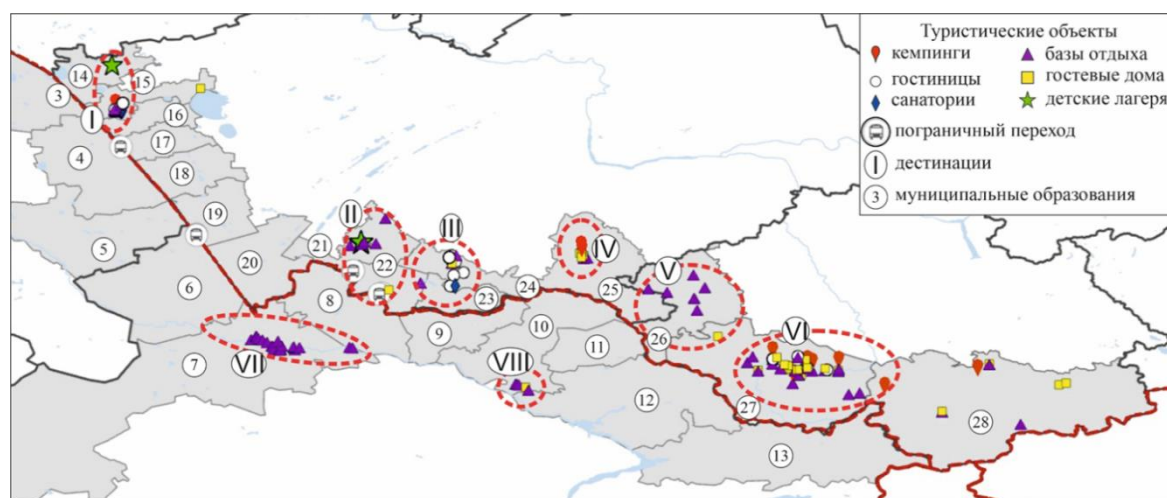 Туристические объекты
кемпинги
базы отдыха
гостиницы
гостевые дома
санатории
детские лагеря
пограничный переход
I дестинации
3 муниципальные образования
14
15
3
I
16
4
17
18
19
5
20
21
II
III
IV
V
22
6
8
23
24
25
9
10
26
VI
11
VII
7
VIII
12
27
13
28